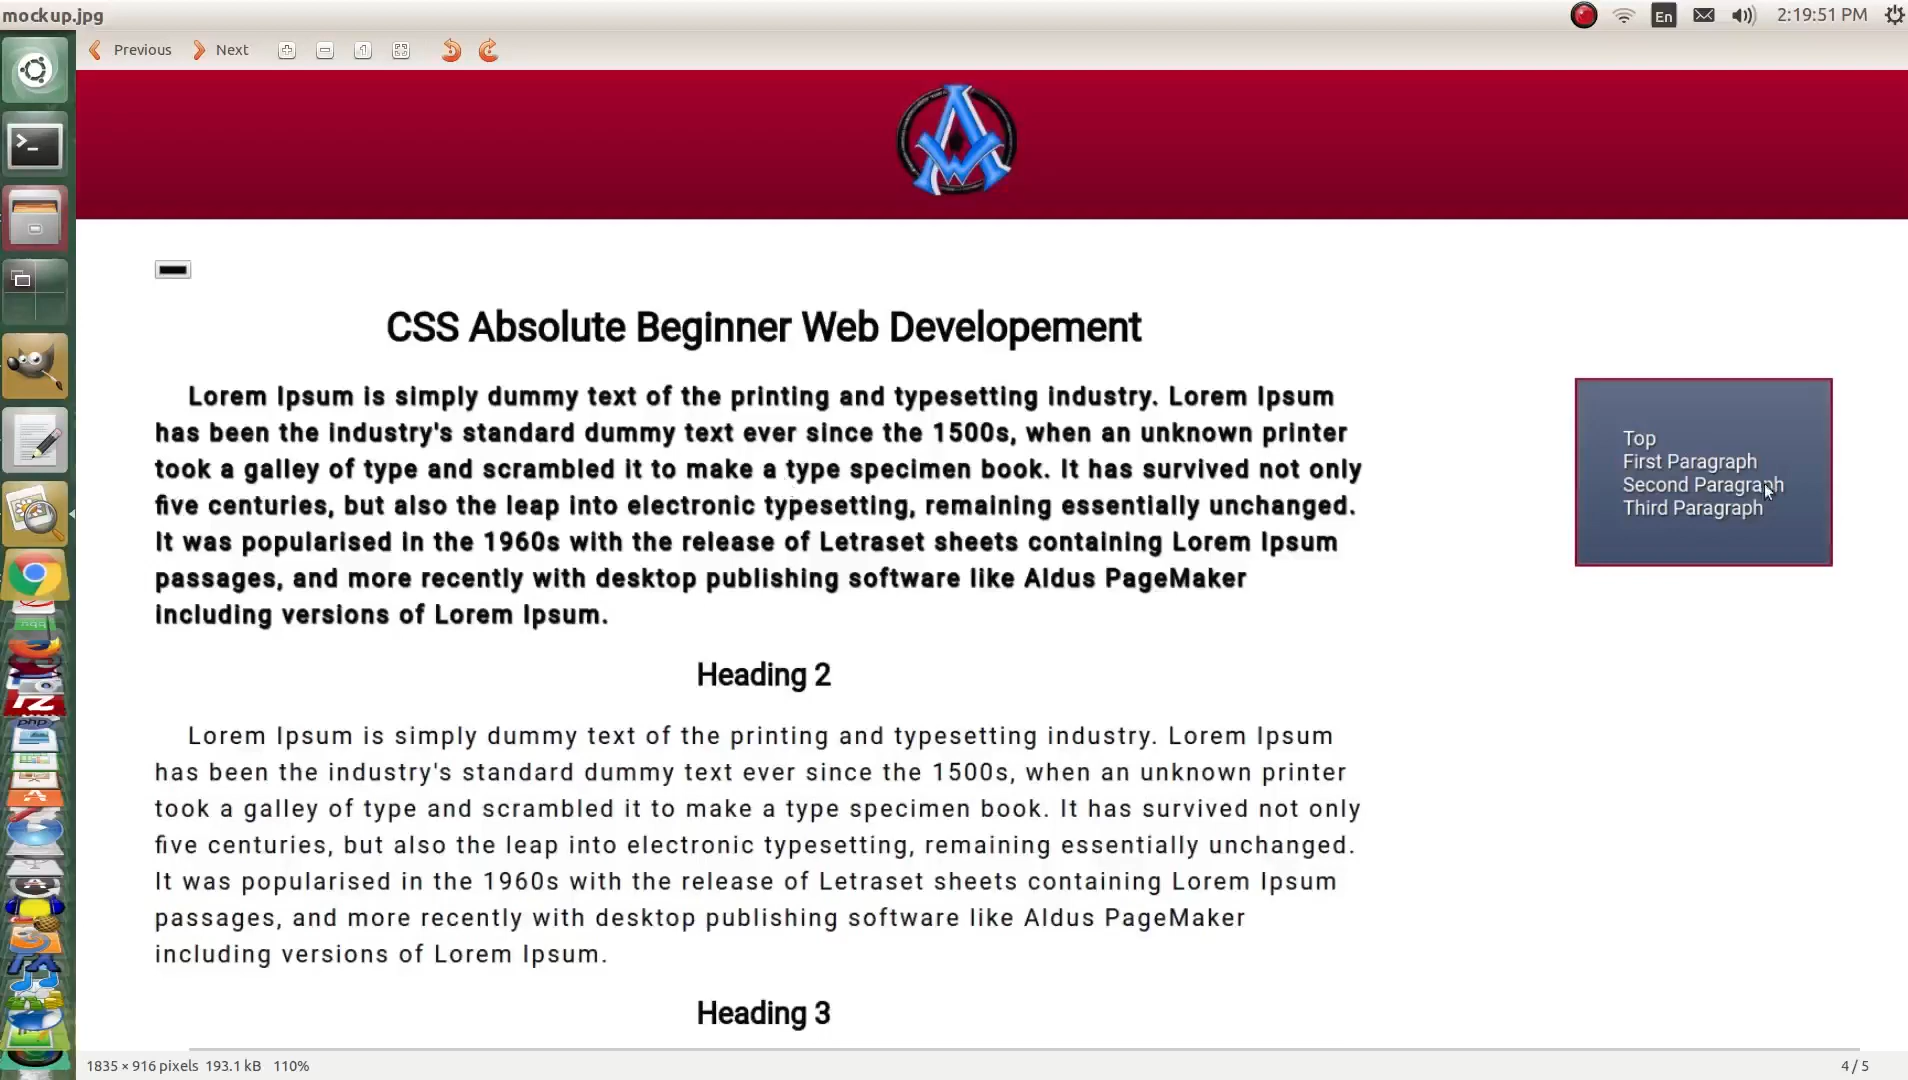 mockup.jpg
En
2:19:51 PM
Previous
Next
CSS Absolute Beginner Web Developement
Lorem Ipsum is simply dummy text of the printing and typesetting industry. Lorem Ipsum
has been the industry's standard dummy text ever since the 1500s, when an unknown printer
took a galley of type and scrambled it to make a type specimen book. It has survived not only
five centuries, but also the leap into electronic typesetting, remaining essentially unchanged.
It was popularised in the 1960s with the release of Letraset sheets containing Lorem Ipsum
passages, and more recently with desktop publishing software like Aldus PageMaker
including versions of Lorem Ipsum.
Top
First Paragraph
Second Paragraph
Third Paragraph
Heading 2
Lorem Ipsum is simply dummy text of the printing and typesetting industry. Lorem Ipsum
has been the industry's standard dummy text ever since the 1500s, when an unknown printer
took a galley of type and scrambled it to make a type specimen book. It has survived not only
five centuries, but also the leap into electronic typesetting, remaining essentially unchanged.
It was popularised in the 1960s with the release of Letraset sheets containing Lorem Ipsum
passages, and more recently with desktop publishing software like Aldus PageMaker
including versions of Lorem Ipsum.
Heading 3
1835 × 916 pixels 193.1 kB 110%
4 / 5